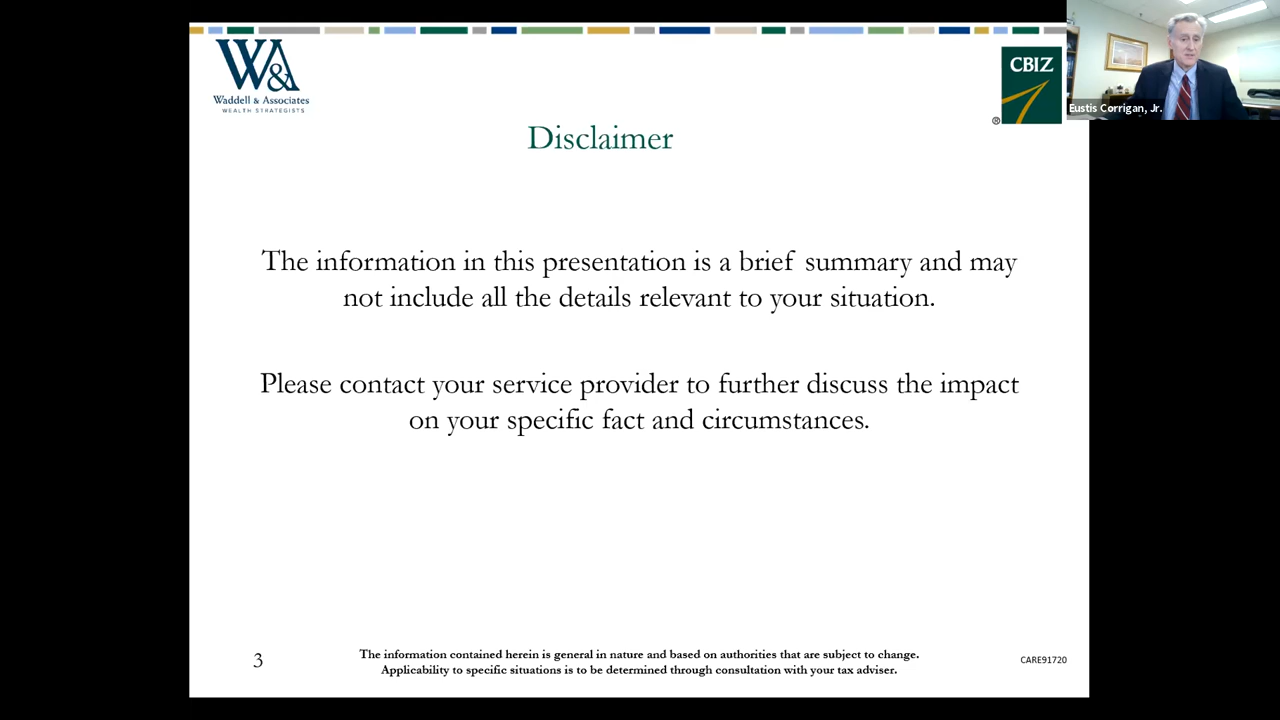 W&A
Waddell & Associates
WEALTH STRATEGISTS
CBIZ
®
Eustis Corrigan, Jr.
Disclaimer
The information in this presentation is a brief summary and may
not include all the details relevant to your situation.
Please contact your service provider to further discuss the impact
on your specific fact and circumstances.
3
The information contained herein is general in nature and based on authorities that are subject to change.
Applicability to specific situations is to be determined through consultation with your tax adviser.
CARE91720